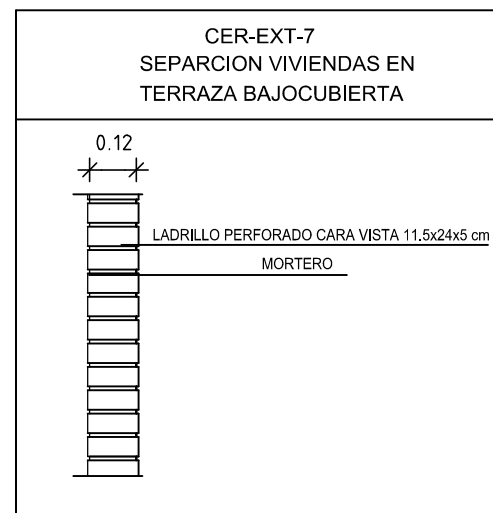 CER-EXT-7
SEPARCION VIVIENDAS EN
TERRAZA BAJOCUBIERTA
0.12
LADRILLO PERFORADO CARA VISTA 11.5x24x5 cm
MORTERO